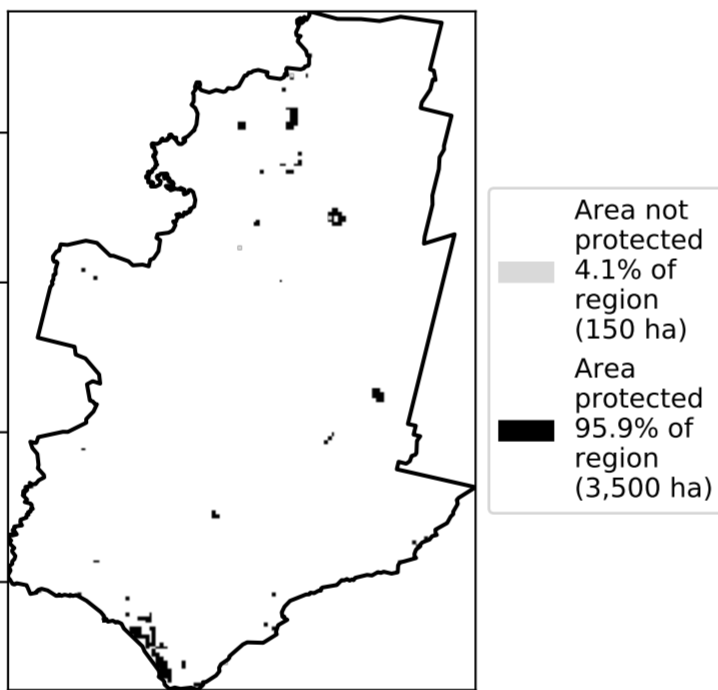 Area not
protected
4.1% of
region
(150 ha)
Area
protected
95.9% of
region
(3,500 ha)